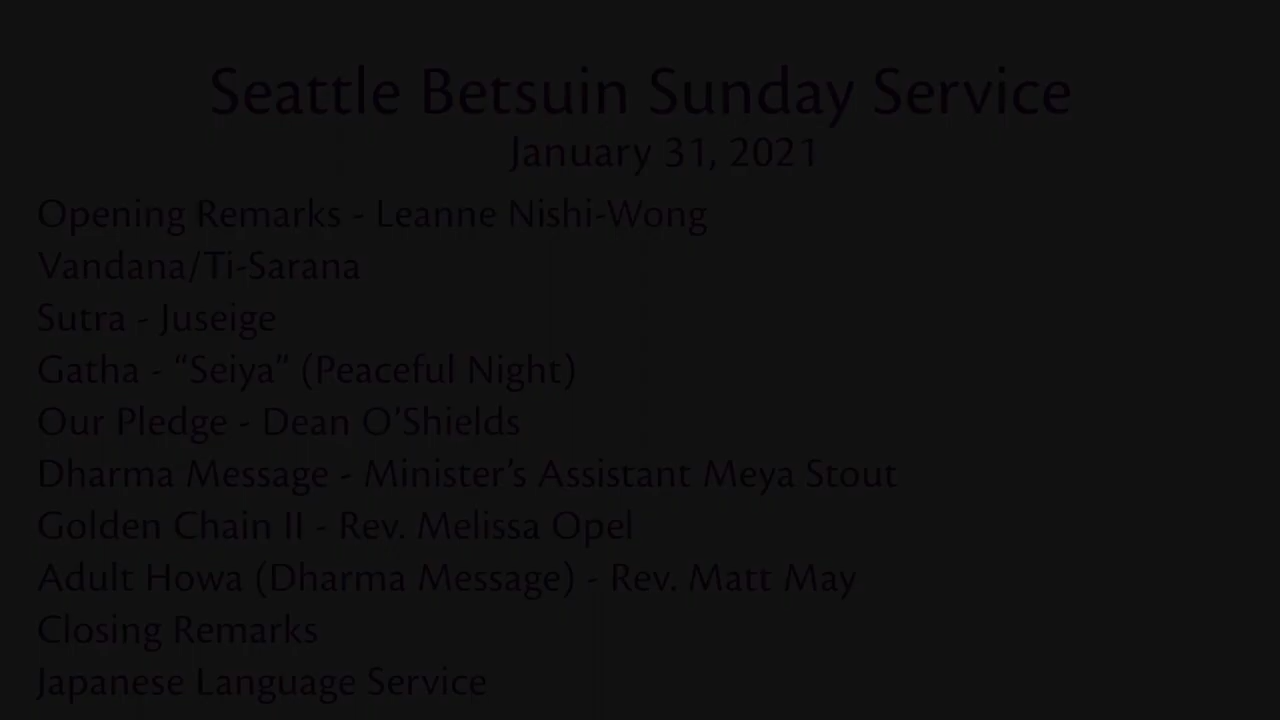 Seattle Betsuin Sunday Service
January 31, 2021
Opening Remarks - Leanne Nishi-Wong
Vandana/Ti-Sarana
Sutra - Juseige
Gatha - “Seiya” (Peaceful Night)
Our Pledge - Dean O’Shields
Dharma Message - Minister’s Assistant Meya Stout
Golden Chain II - Rev. Melissa Opel
Adult Howa (Dharma Message) - Rev. Matt May
Closing Remarks
Japanese Language Service